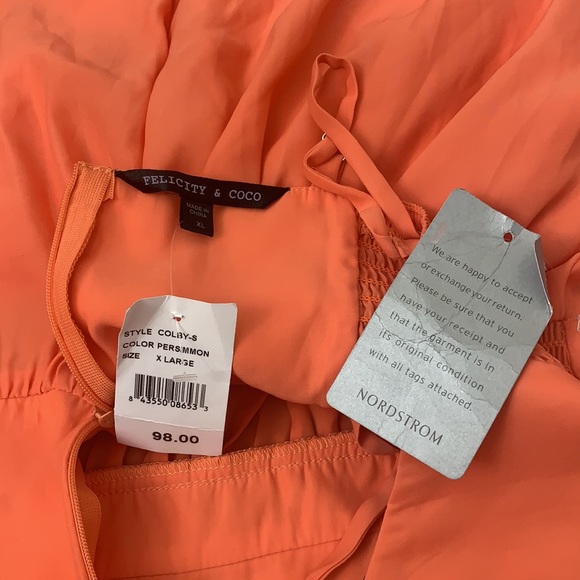 FELICITY & COCO
MADE IN
CHINA
XL
STYLE COLBY-S
COLOR PERSIMMON
SIZE X LARGE
8 43550 08653 3
98.00
We are happy to accept
or exchange your return.
Please be sure that you
have your receipt and
that the garment is in
its original condition
with all tags attached.
NORDSTROM